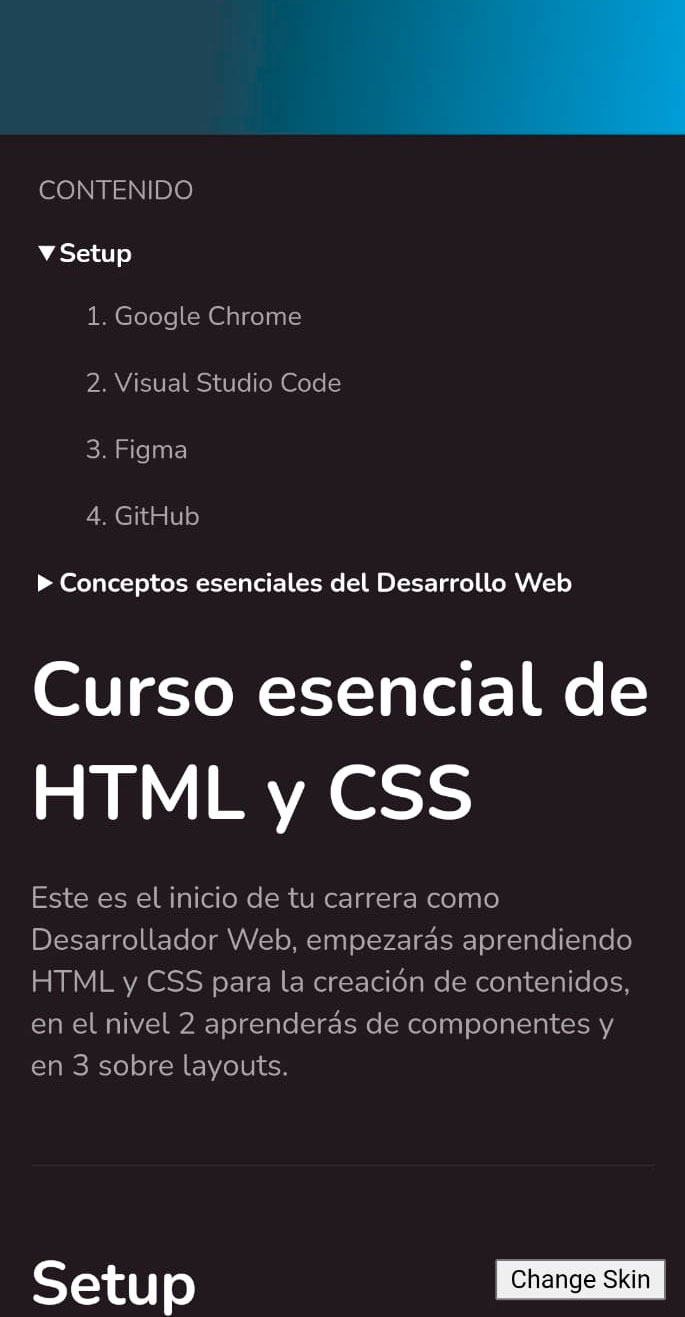 CONTENIDO
▼Setup
1. Google Chrome
2. Visual Studio Code
3. Figma
4. GitHub
▶ Conceptos esenciales del Desarrollo Web
Curso esencial de
HTML y CSS
Este es el inicio de tu carrera como
Desarrollador Web, empezarás aprendiendo
HTML y CSS para la creación de contenidos,
en el nivel 2 aprenderás de componentes y
en 3 sobre layouts.
Setup
Change Skin